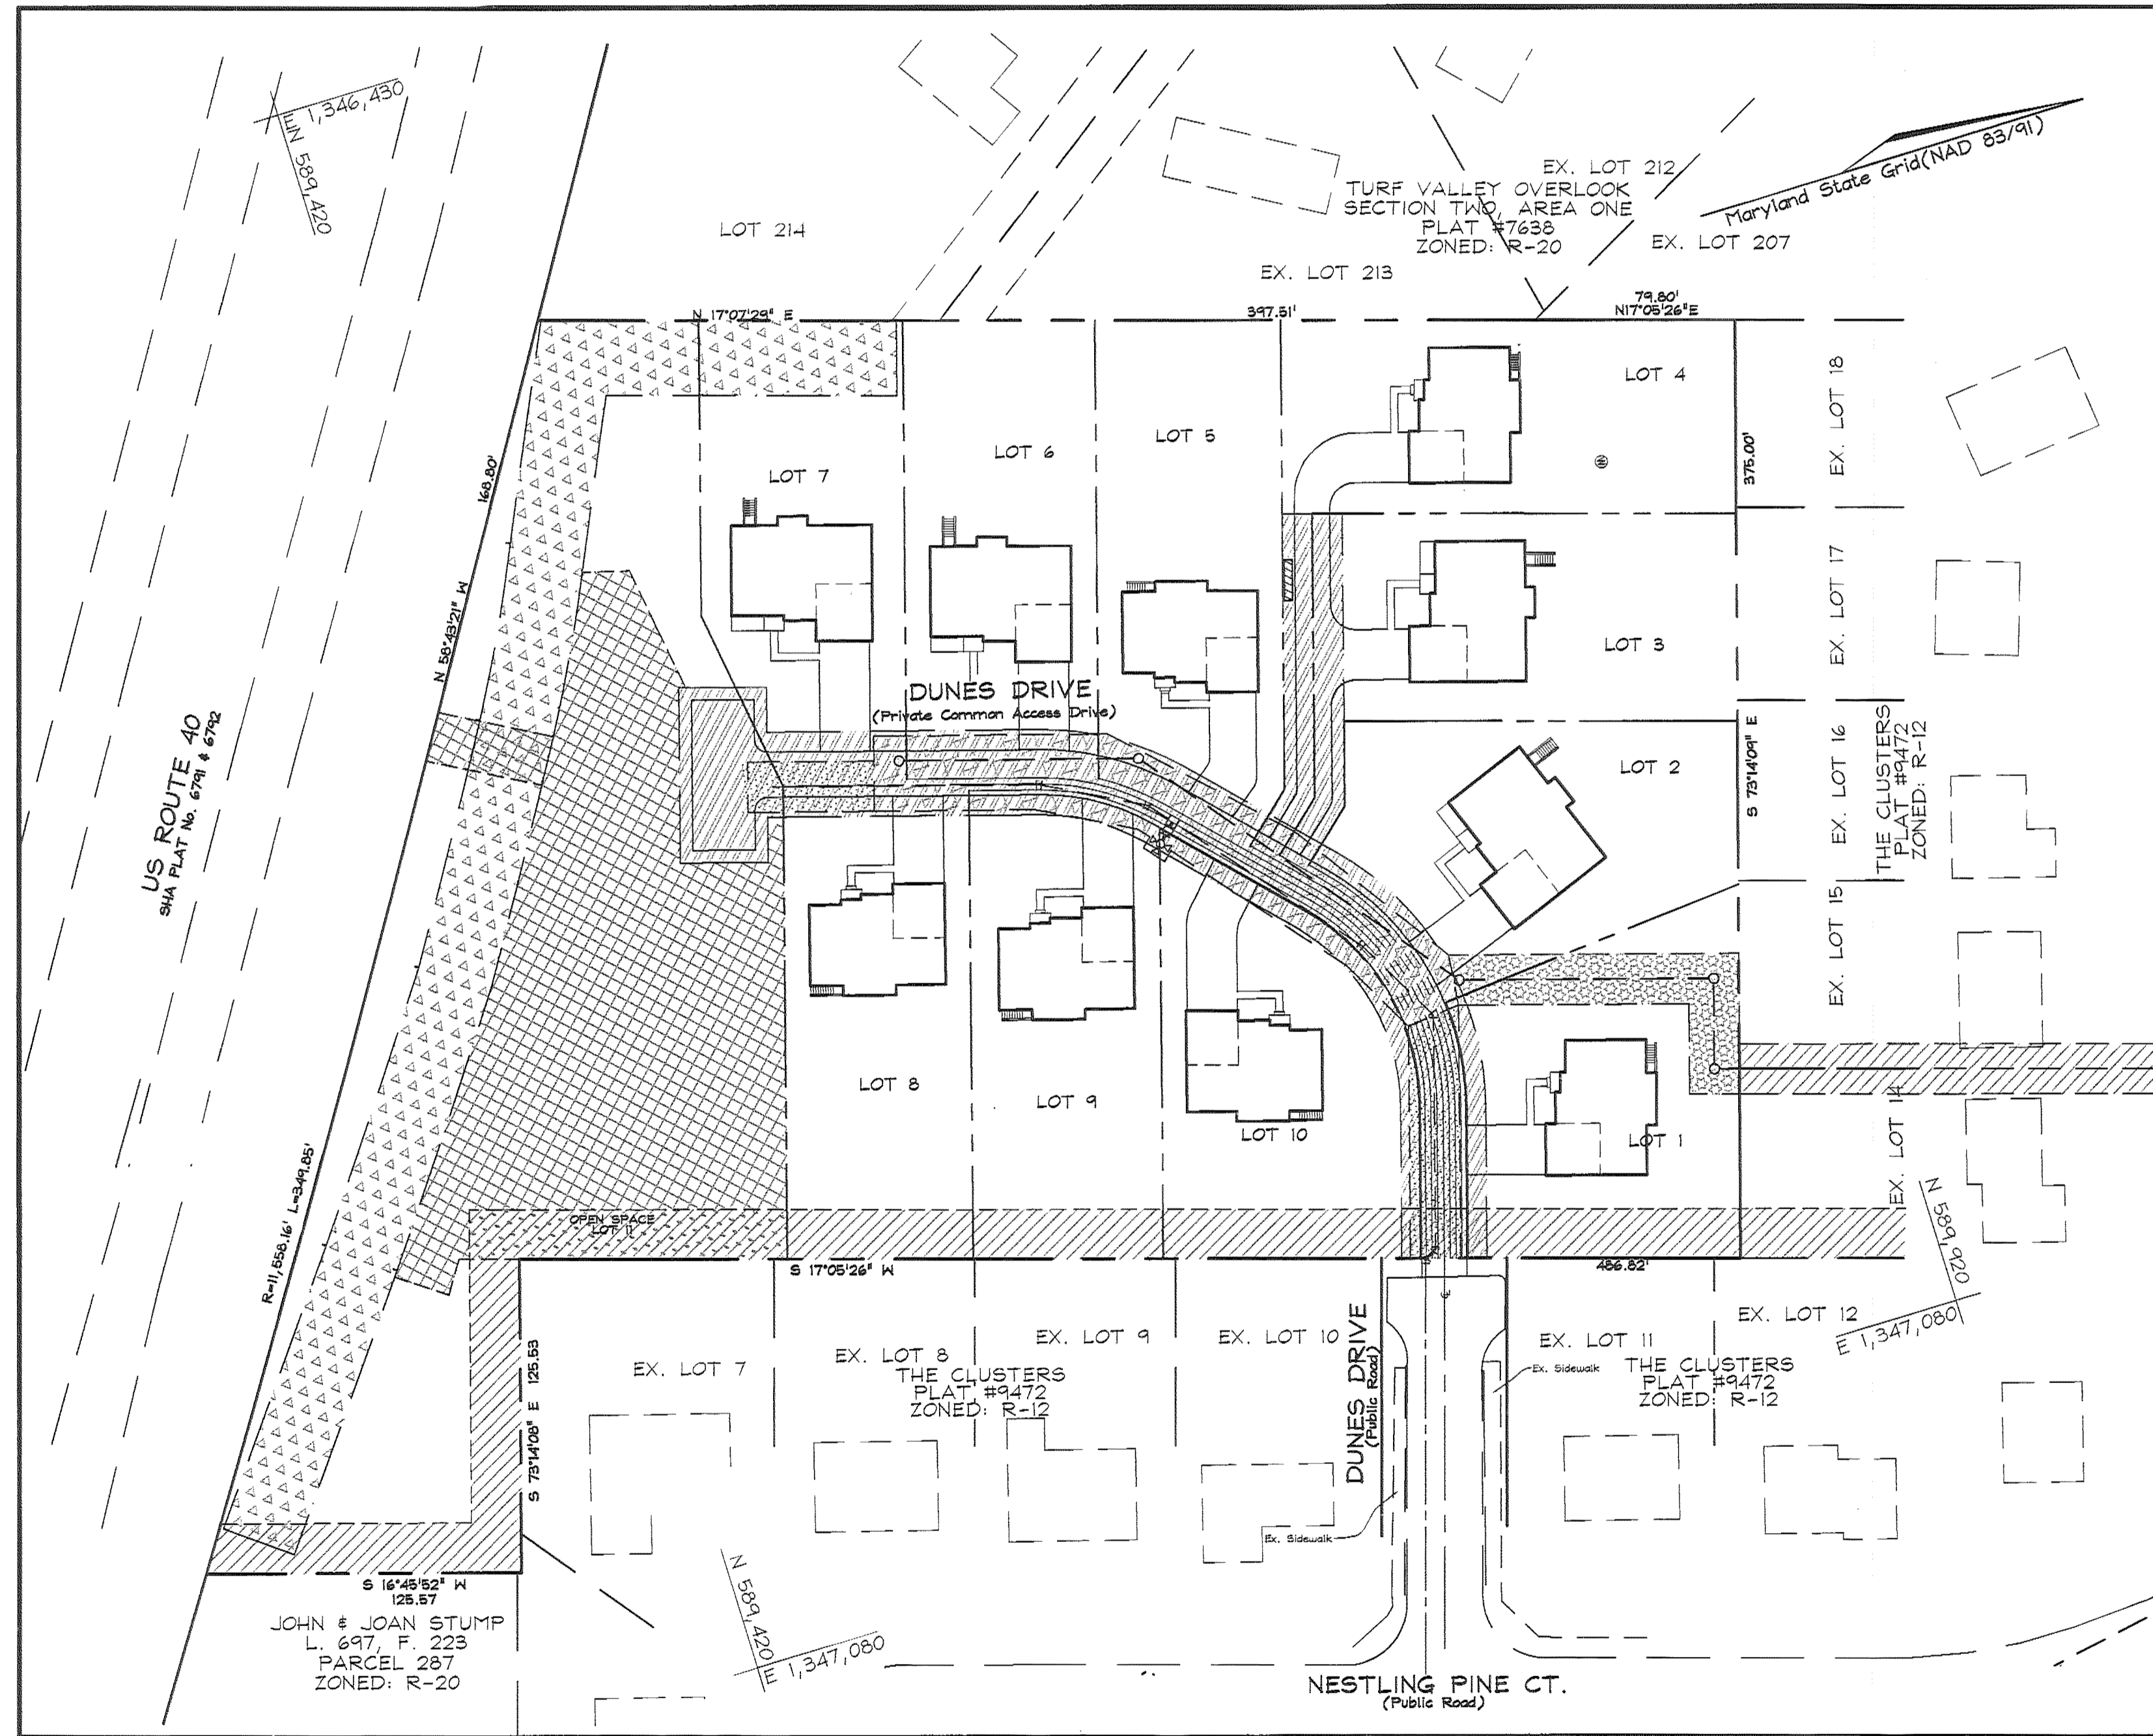 1,346,430
E
N 589,420
LOT 214
EX. LOT 212
TURF VALLEY OVERLOOK
SECTION TWO, AREA ONE
PLAT #7638
ZONED: R-20
EX. LOT 207
EX. LOT 213
Maryland State Grid(NAD 83/91)
N 17°07'29" E
397.51'
79.80'
N17°05'26"E
LOT 4
LOT 5
LOT 6
LOT 7
EX. LOT 18
375.00'
168.80'
N 58°43'21" W
EX. LOT 17
LOT 3
DUNES DRIVE
(Private Common Access Drive)
LOT 2
S 73°14'09" E
EX. LOT 16
THE CLUSTERS
PLAT #9472
ZONED: R-12
US ROUTE 40
SHA PLAT No. 6791 & 6792
EX. LOT 15
LOT 8
LOT 9
LOT 10
LOT 1
EX. LOT 14
R=11,558.16' L=349.85'
OPEN SPACE
LOT 11
S 17°05'26" W
486.82'
N 589,920
E 1,347,080
S 73°14'08" E 125.53
EX. LOT 7
EX. LOT 8
EX. LOT 9
EX. LOT 10
THE CLUSTERS
PLAT #9472
ZONED: R-12
DUNES DRIVE
(Public Road)
EX. LOT 11
EX. LOT 12
Ex. Sidewalk
THE CLUSTERS
PLAT #9472
ZONED: R-12
Ex. Sidewalk
S 16°45'52" W
125.57
JOHN & JOAN STUMP
L. 697, F. 223
PARCEL 287
ZONED: R-20
N 589,420
E 1,347,080
NESTLING PINE CT.
(Public Road)